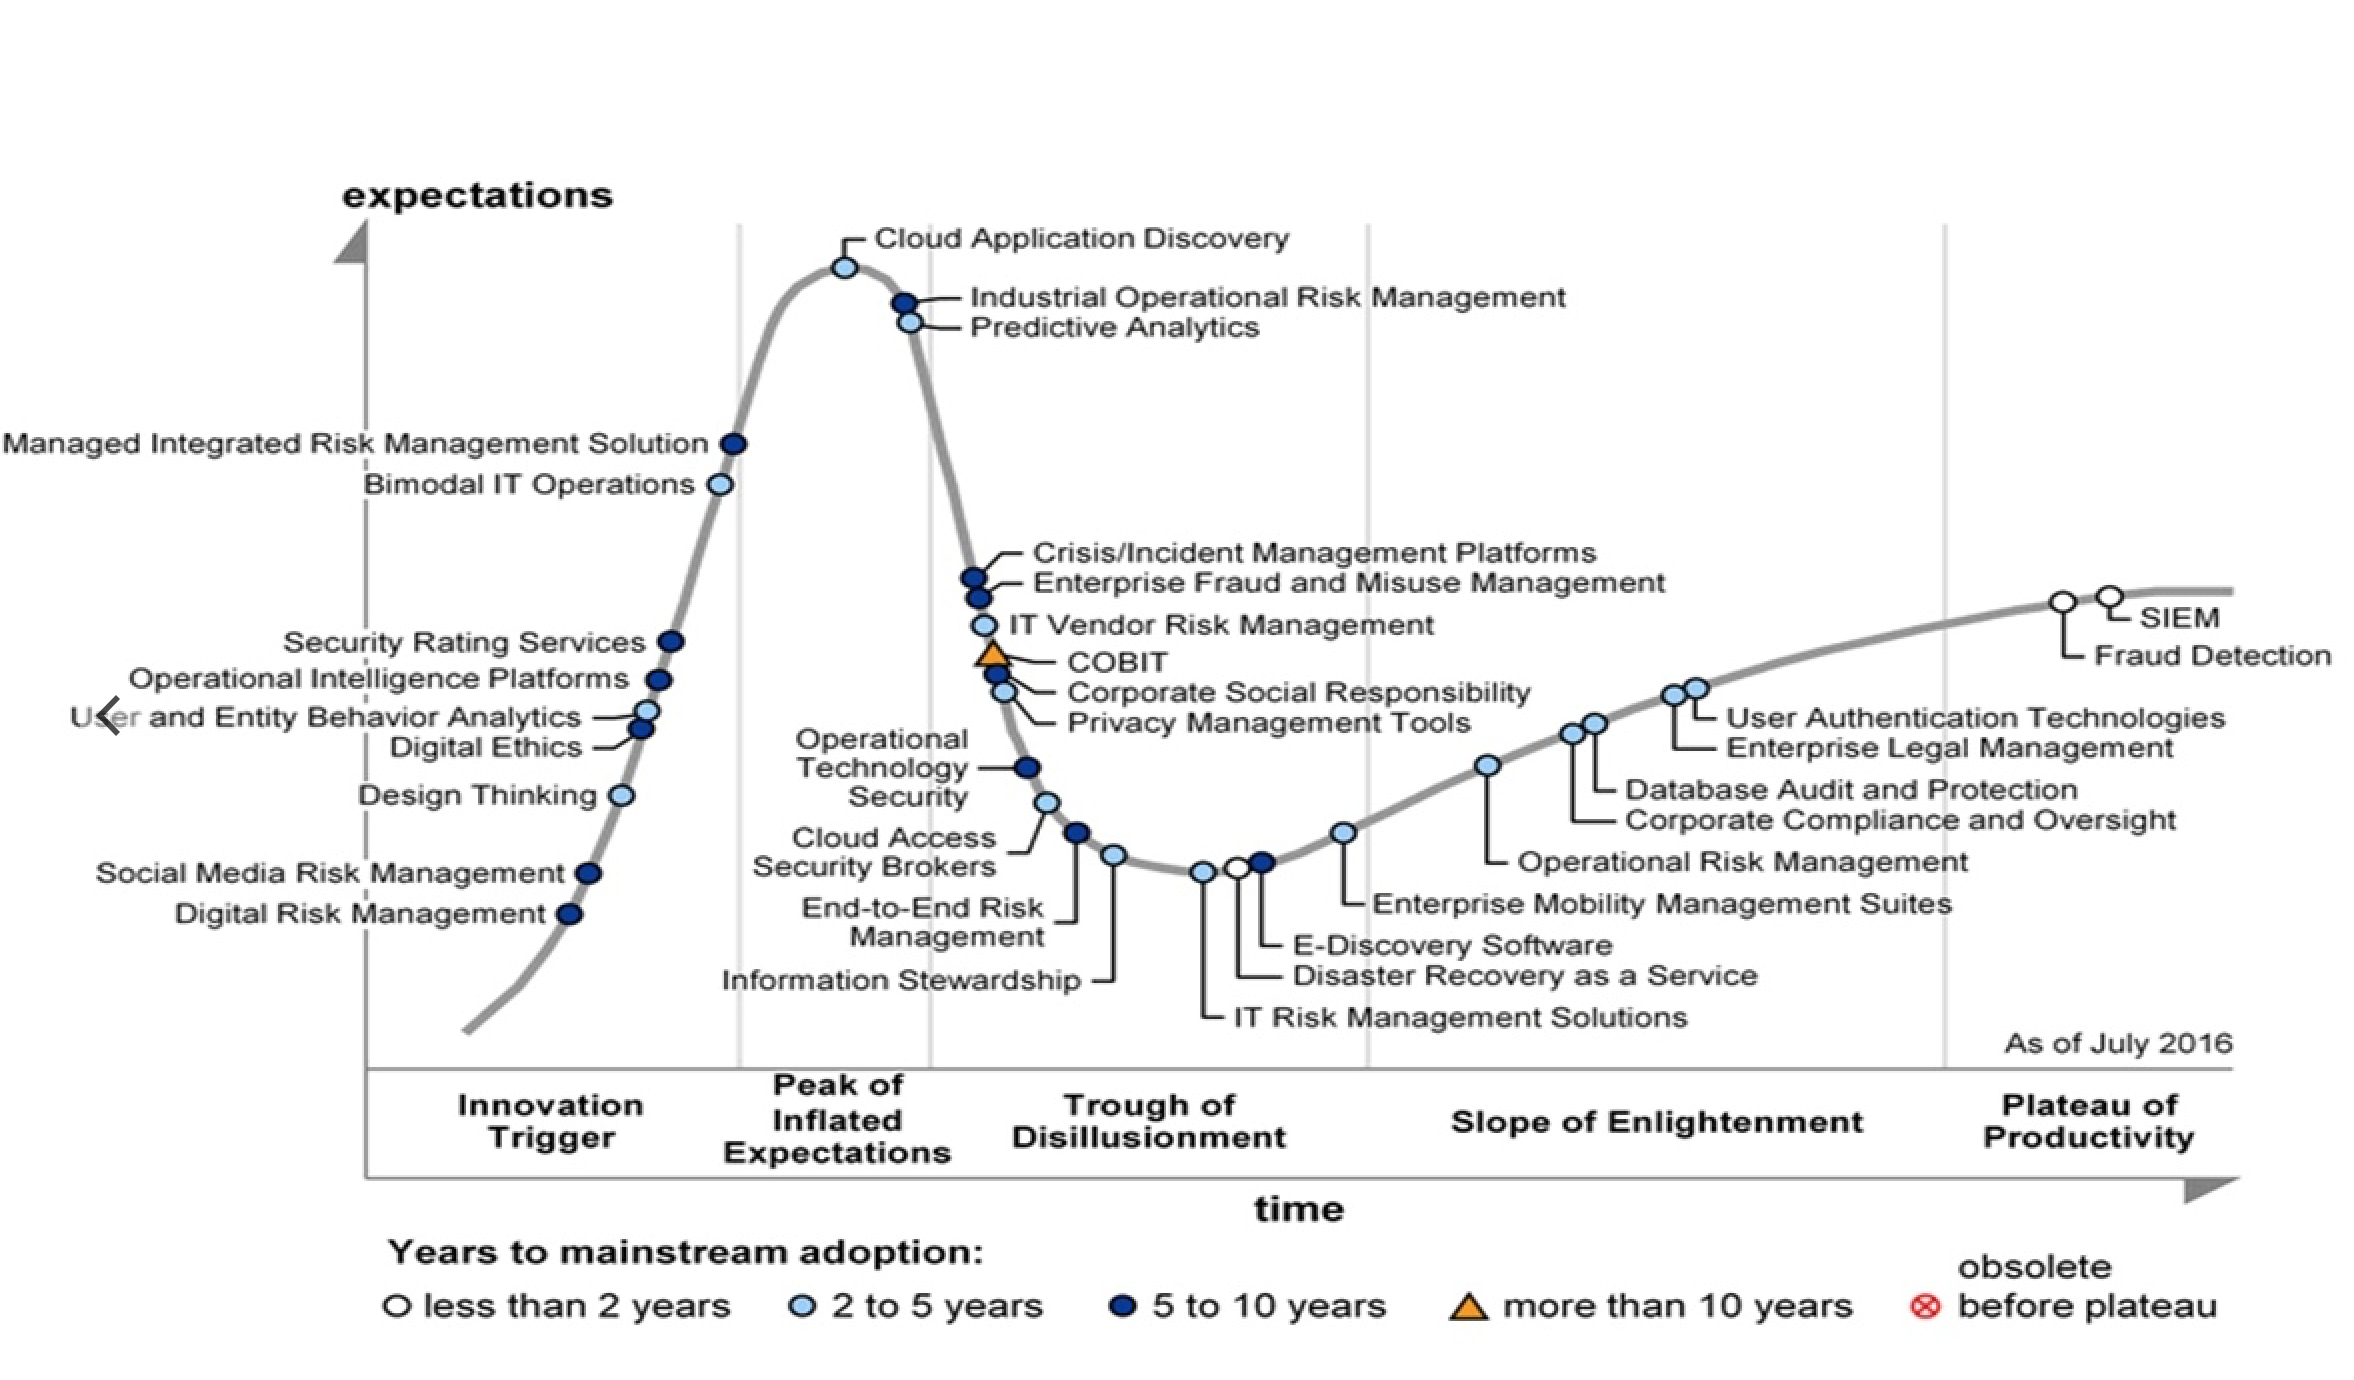 expectations
Cloud Application Discovery
Industrial Operational Risk Management
Predictive Analytics
Managed Integrated Risk Management Solution
Bimodal IT Operations
Crisis/Incident Management Platforms
Enterprise Fraud and Misuse Management
IT Vendor Risk Management
COBIT
Corporate Social Responsibility
Privacy Management Tools
Security Rating Services
Operational Intelligence Platforms
User and Entity Behavior Analytics
Digital Ethics
Design Thinking
Social Media Risk Management
Digital Risk Management
Operational
Technology
Security
Cloud Access
Security Brokers
End-to-End Risk
Management
Information Stewardship
SIEM
Fraud Detection
User Authentication Technologies
Enterprise Legal Management
Database Audit and Protection
Corporate Compliance and Oversight
Operational Risk Management
Enterprise Mobility Management Suites
E-Discovery Software
Disaster Recovery as a Service
IT Risk Management Solutions
As of July 2016
Innovation
Trigger
Peak of
Inflated
Expectations
Trough of
Disillusionment
Slope of Enlightenment
Plateau of
Productivity
time
Years to mainstream adoption:
less than 2 years
2 to 5 years
5 to 10 years
more than 10 years
obsolete
before plateau